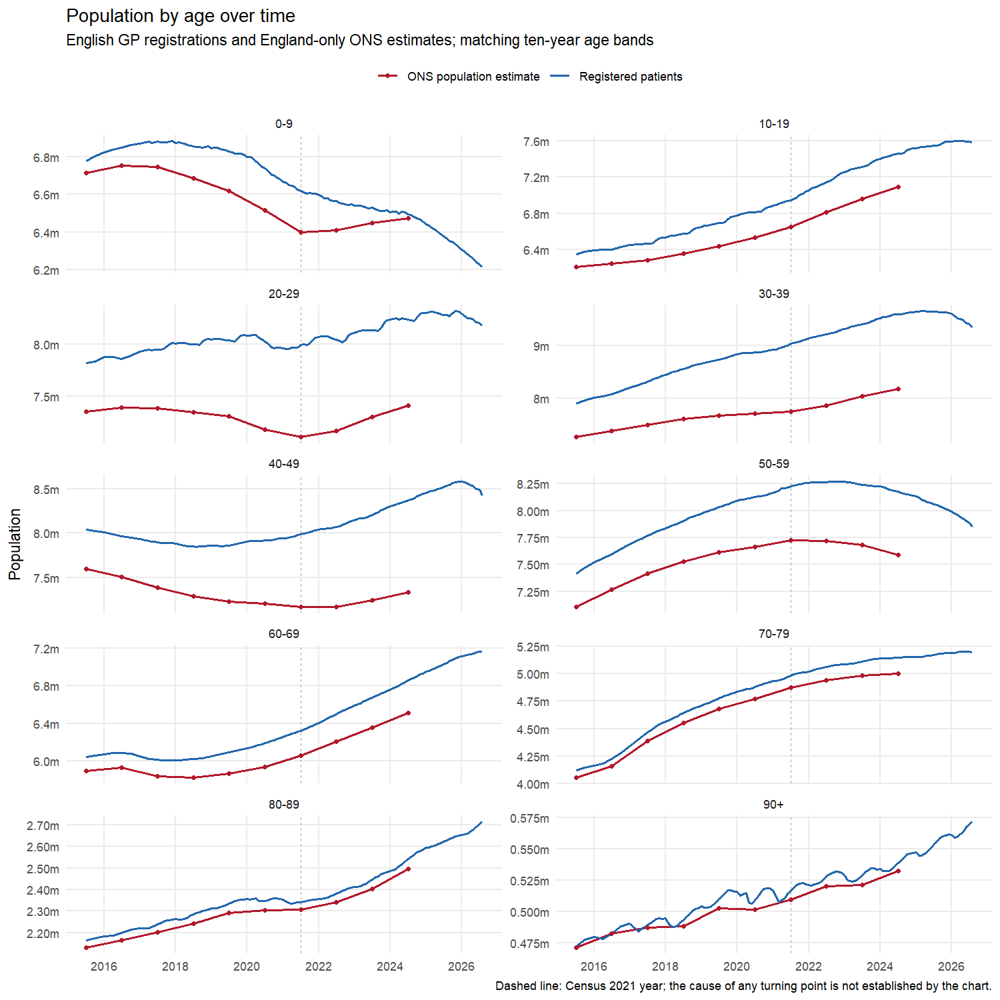 Population by age over time
English GP registrations and England-only ONS estimates; matching ten-year age bands
ONS population estimate
Registered patients
0-9
10-19
6.8m
6.6m
6.4m
6.2m
7.6m
7.2m
6.8m
6.4m
20-29
30-39
8.0m
7.5m
9m
8m
40-49
50-59
8.5m
8.0m
7.5m
8.25m
8.00m
7.75m
7.50m
7.25m
Population
60-69
70-79
7.2m
6.8m
6.4m
6.0m
5.25m
5.00m
4.75m
4.50m
4.25m
4.00m
80-89
90+
2.70m
2.60m
2.50m
2.40m
2.30m
2.20m
0.575m
0.550m
0.525m
0.500m
0.475m
2016 2018 2020 2022 2024 2026
2016 2018 2020 2022 2024 2026
Dashed line: Census 2021 year; the cause of any turning point is not established by the chart.